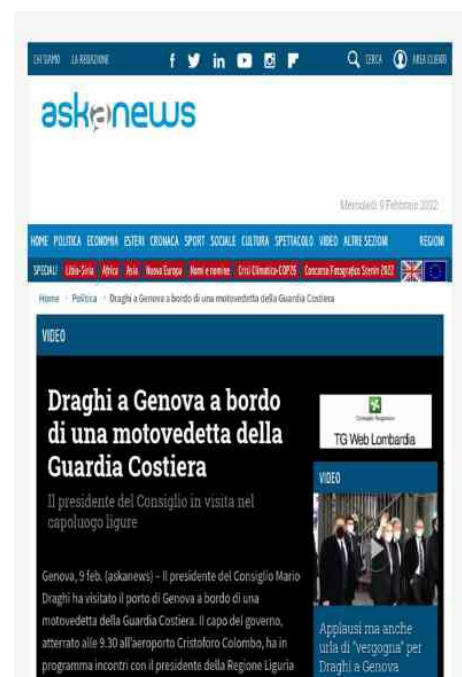 CHI SIAMO LA REDAZIONE
CERCA AREA CLIENTI
askanews
Mercoledì 9 Febbraio 2022
HOME POLITICA ECONOMIA ESTERI CRONACA SPORT SOCIALE CULTURA SPETTACOLO VIDEO ALTRE SEZIONI REGIONI
SPECIALI Libia-Siria Africa Asia Nuova Europa Nomi e nomine Crisi Climatica-COP26 Concorso Fotografico Stenin 2022
Home Politica Draghi a Genova a bordo di una motovedetta della Guardia Costiera
VIDEO
Draghi a Genova a bordo
di una motovedetta della
Guardia Costiera
Il presidente del Consiglio in visita nel
capoluogo ligure
Genova, 9 feb. (askanews) – Il presidente del Consiglio Mario
Draghi ha visitato il porto di Genova a bordo di una
motovedetta della Guardia Costiera. Il capo del governo,
atterrato alle 9.30 all'aeroporto Cristoforo Colombo, ha in
programma incontri con il presidente della Regione Liguria
Consiglio Regionale
TG Web Lombardia
VIDEO
Applausi ma anche
urla di "vergogna" per
Draghi a Genova